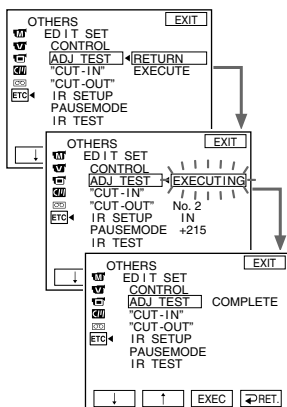 OTHERS EXIT
EDIT SET
CONTROL
ADJ TEST RETURN
"CUT-IN" EXECUTE
"CUT-OUT"
IR SETUP
PAUSEMODE
ETC
IR TEST
↓
OTHERS EXIT
EDIT SET
CONTROL
ADJ TEST EXECUTING
"CUT-IN"
"CUT-OUT" No. 2
ETC IR SETUP IN
PAUSEMODE +215
IR TEST
↓
OTHERS EXIT
EDIT SET
CONTROL
ADJ TEST COMPLETE
"CUT-IN"
"CUT-OUT"
ETC IR SETUP
PAUSEMODE
IR TEST
↓ ↑ EXEC RET.